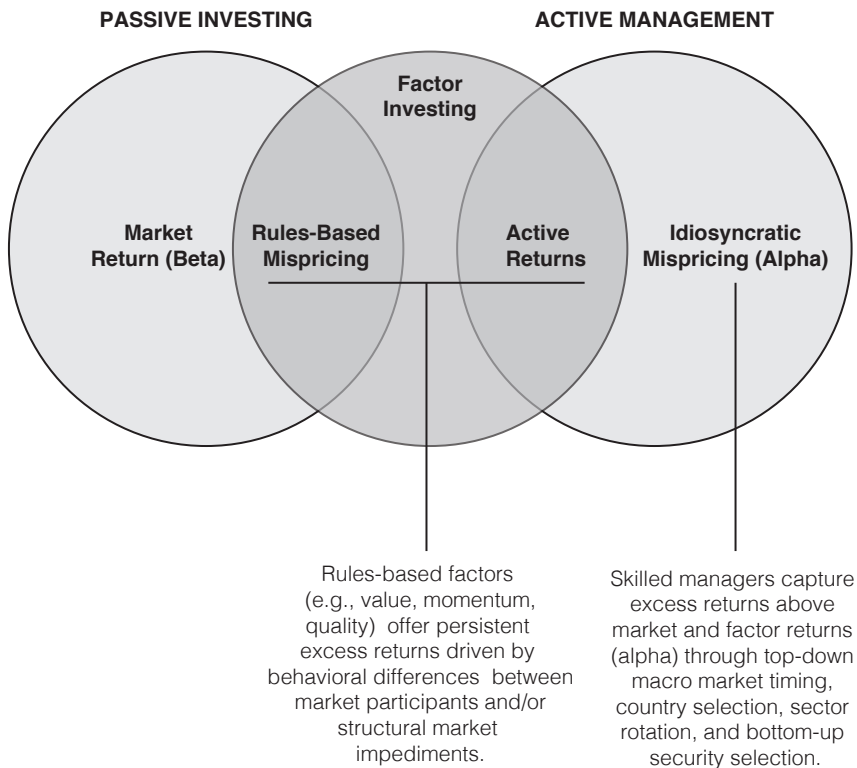 PASSIVE INVESTING
ACTIVE MANAGEMENT
Factor
Investing
Market
Return (Beta)
Rules-Based
Mispricing
Active
Returns
Idiosyncratic
Mispricing (Alpha)
Rules-based factors
(e.g., value, momentum,
quality) offer persistent
excess returns driven by
behavioral differences between
market participants and/or
structural market
impediments.
Skilled managers capture
excess returns above
market and factor returns
(alpha) through top-down
macro market timing,
country selection, sector
rotation, and bottom-up
security selection.